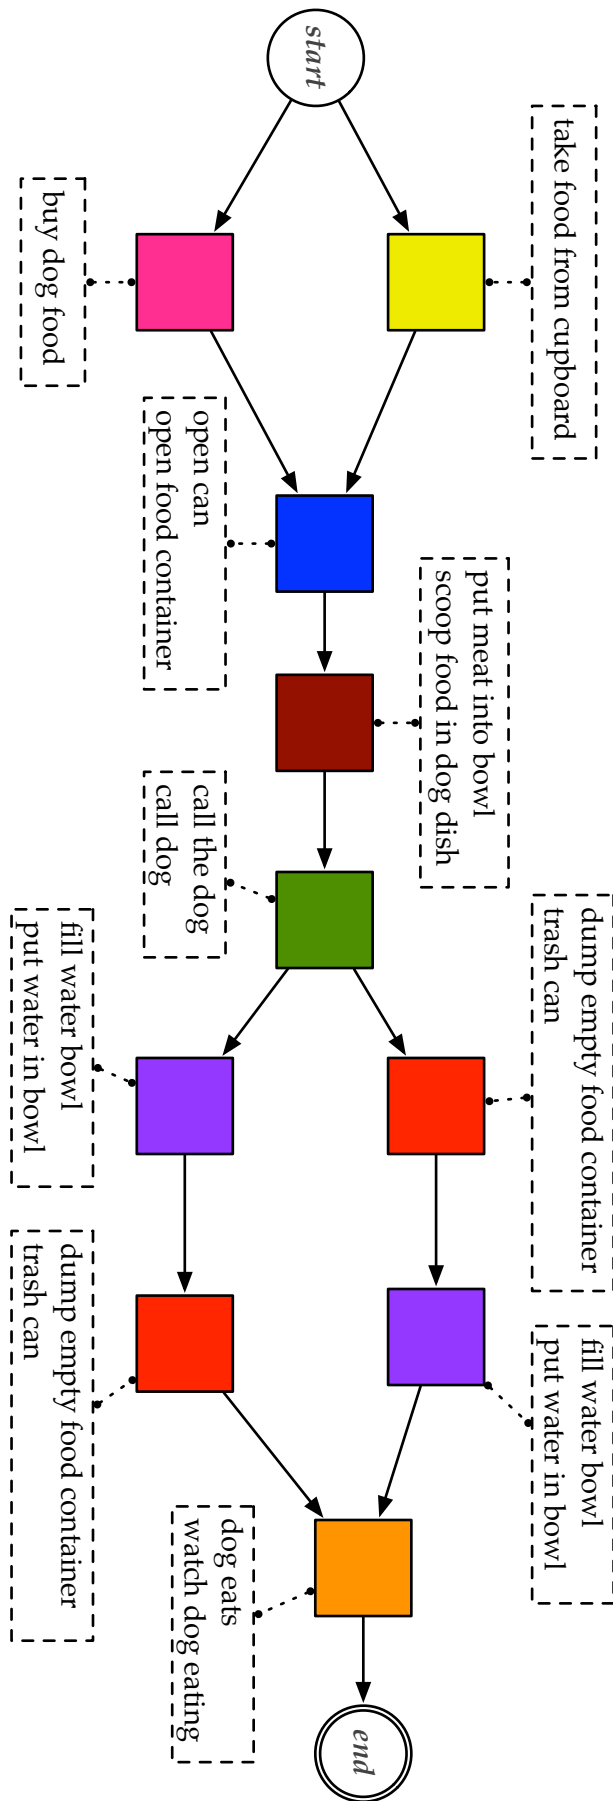 start
take food from cupboard
buy dog food
open can
open food container
put meat into bowl
scoop food in dog dish
call the dog
call dog
dump empty food container
trash can
fill water bowl
put water in bowl
fill water bowl
put water in bowl
dump empty food container
trash can
dog eats
watch dog eating
end